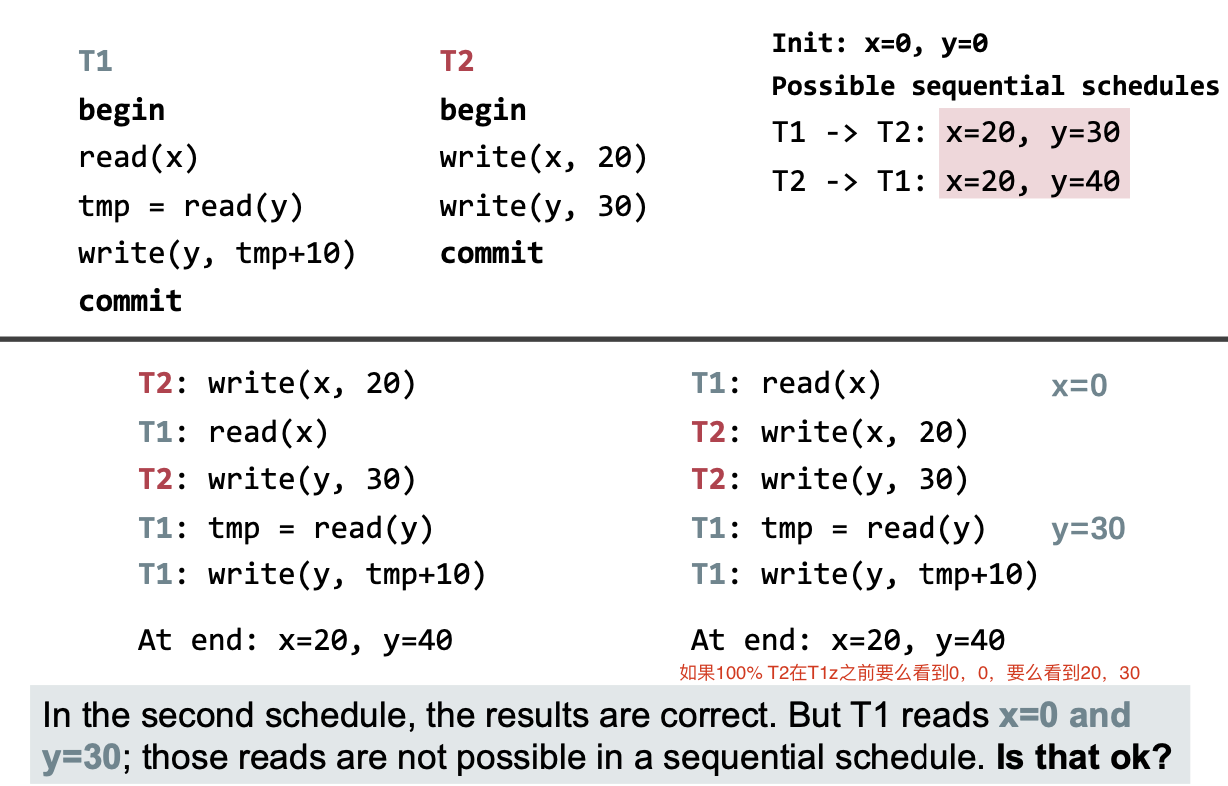 T1
begin
read(x)
tmp = read(y)
write(y, tmp+10)
commit
T2
begin
write(x, 20)
write(y, 30)
commit
Init: x=0, y=0
Possible sequential schedules
T1 -> T2: x=20, y=30
T2 -> T1: x=20, y=40
T2: write(x, 20)
T1: read(x)
T2: write(y, 30)
T1: tmp = read(y)
T1: write(y, tmp+10)
At end: x=20, y=40
T1: read(x) x=0
T2: write(x, 20)
T2: write(y, 30)
T1: tmp = read(y) y=30
T1: write(y, tmp+10)
At end: x=20, y=40
如果100% T2在T1z之前要么看到0，0，要么看到20，30
In the second schedule, the results are correct. But T1 reads x=0 and
y=30; those reads are not possible in a sequential schedule. Is that ok?